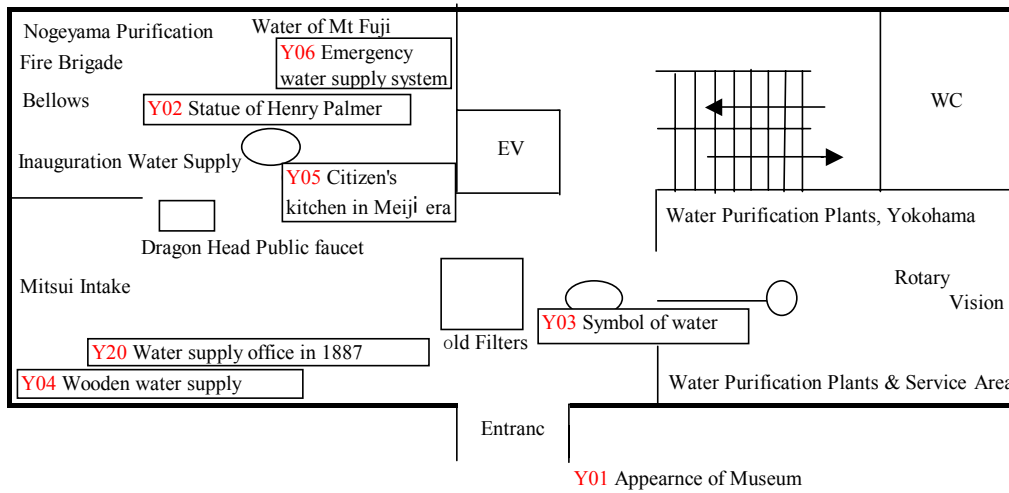 Nogeyama Purification
Water of Mt Fuji
Fire Brigade
Y06 Emergency
water supply system
Bellows
Y02 Statue of Henry Palmer
WC
EV
Inauguration Water Supply
Y05 Citizen's
kitchen in Meiji era
Water Purification Plants, Yokohama
Dragon Head Public faucet
Mitsui Intake
Rotary
Vision
Y03 Symbol of water
old Filters
Y20 Water supply office in 1887
Y04 Wooden water supply
Water Purification Plants & Service Area
Entranc
Y01 Appearnce of Museum